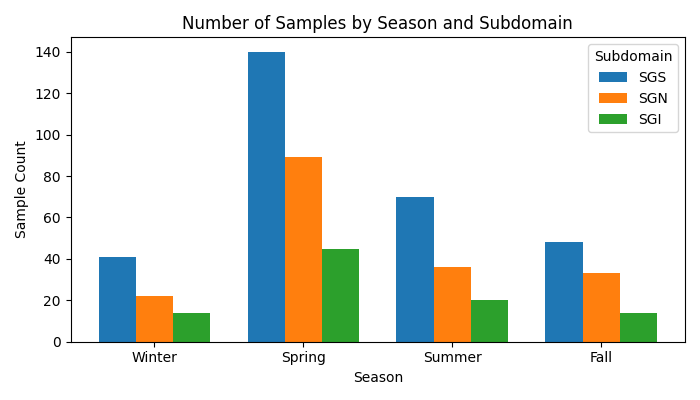 Number of Samples by Season and Subdomain
Subdomain
SGS
SGN
SGI
Sample Count
140
120
100
80
60
40
20
0
Winter Spring Summer Fall
Season